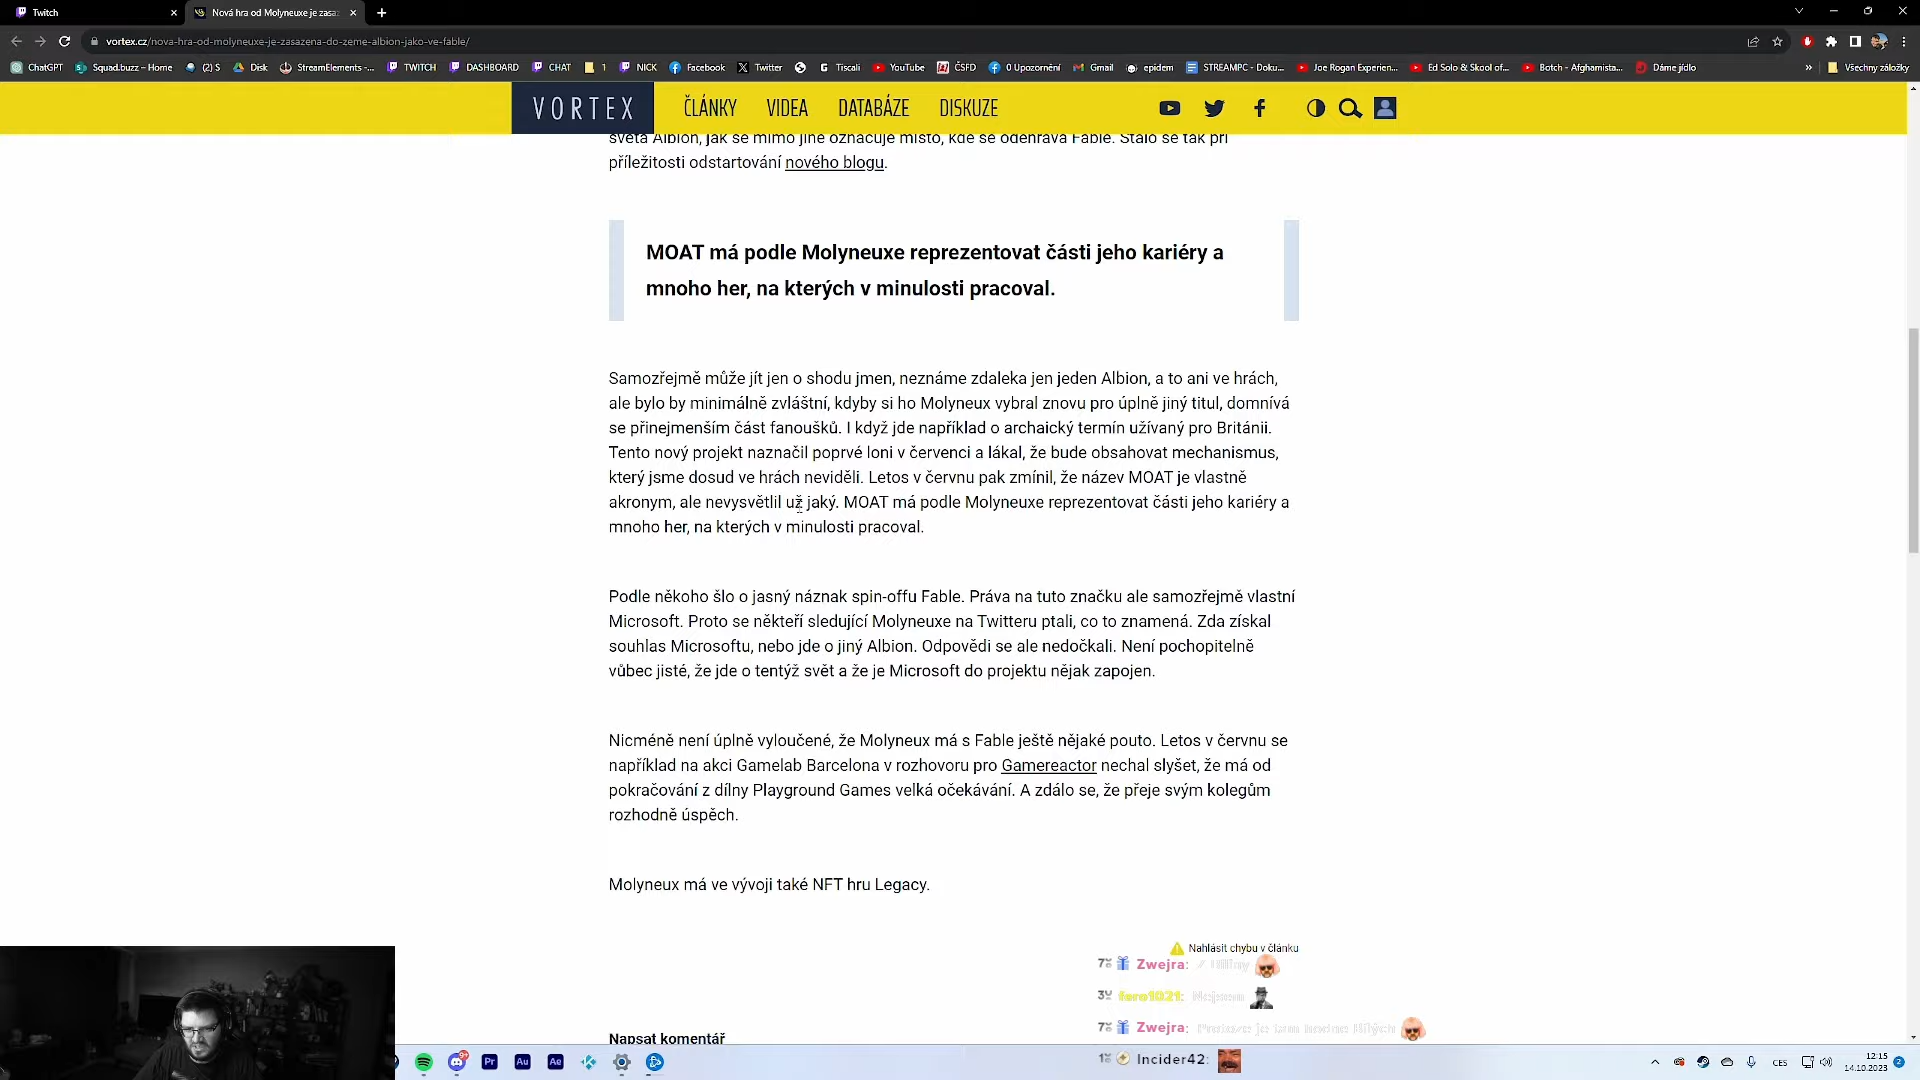 Twitch
Nová hra od Molyneuxe je zasaz
vortex.cz/nova-hra-od-molyneuxe-je-zasazena-do-zeme-albion-jako-ve-fable/
ChatGPT
Squad.buzz – Home
(2) S
Disk
StreamElements -...
TWITCH
DASHBOARD
CHAT
1
NICK
Facebook
Twitter
Tiscali
YouTube
ČSFD
0 Upozornění
Gmail
epidem
STREAMPC - Doku...
Joe Rogan Experien...
Ed Solo & Skool of...
Botch - Afghanista...
Dáme jídlo
»
Všechny záložky
VORTEX
ČLÁNKY
VIDEA
DATABÁZE
DISKUZE
světa Albion, jak se mimo jiné označuje místo, kde se odehrává Fable. Stalo se tak při
příležitosti odstartování nového blogu.
MOAT má podle Molyneuxe reprezentovat části jeho kariéry a
mnoho her, na kterých v minulosti pracoval.
Samozřejmě může jít jen o shodu jmen, neznáme zdaleka jen jeden Albion, a to ani ve hrách,
ale bylo by minimálně zvláštní, kdyby si ho Molyneux vybral znovu pro úplně jiný titul, domnívá
se přinejmenším část fanoušků. I když jde například o archaický termín užívaný pro Británii.
Tento nový projekt naznačil poprvé loni v červenci a lákal, že bude obsahovat mechanismus,
který jsme dosud ve hrách neviděli. Letos v červnu pak zmínil, že název MOAT je vlastně
akronym, ale nevysvětlil už jaký. MOAT má podle Molyneuxe reprezentovat části jeho kariéry a
mnoho her, na kterých v minulosti pracoval.
Podle někoho šlo o jasný náznak spin-offu Fable. Práva na tuto značku ale samozřejmě vlastní
Microsoft. Proto se někteří sledující Molyneuxe na Twitteru ptali, co to znamená. Zda získal
souhlas Microsoftu, nebo jde o jiný Albion. Odpovědi se ale nedočkali. Není pochopitelně
vůbec jisté, že jde o tentýž svět a že je Microsoft do projektu nějak zapojen.
Nicméně není úplně vyloučené, že Molyneux má s Fable ještě nějaké pouto. Letos v červnu se
například na akci Gamelab Barcelona v rozhovoru pro Gamereactor nechal slyšet, že má od
pokračování z dílny Playground Games velká očekávání. A zdálo se, že přeje svým kolegům
rozhodně úspěch.
Molyneux má ve vývoji také NFT hru Legacy.
Nahlásit chybu v článku
Zwejra:
fero1021:
Zwejra:
Incider42:
Napsat komentář
Pr
Au
Ae
CES
12:15
14.10.2023
2